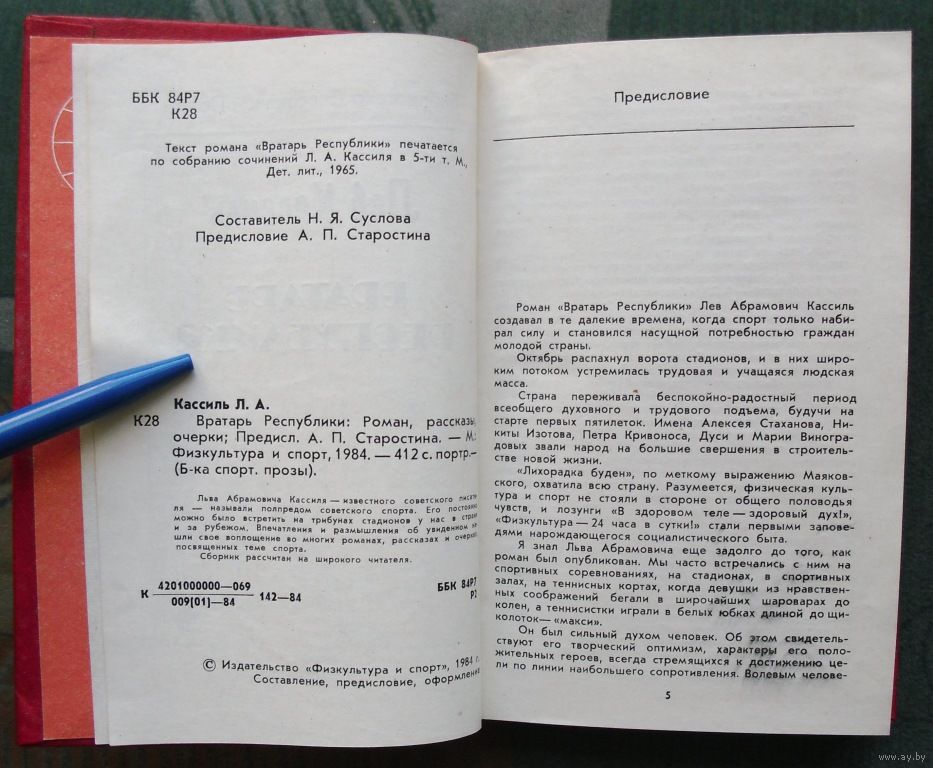 ББК 84Р7
К28
Текст романа «Вратарь Республики» печатается
по собранию сочинений Л. А. Кассиля в 5-ти т. М.,
Дет. лит., 1965.
Составитель Н. Я. Суслова
Предисловие А. П. Старостина
Кассиль Л. А.
К28 Вратарь Республики: Роман, рассказы,
очерки; Предисл. А. П. Старостина. — М.:
Физкультура и спорт, 1984. — 412 с. портр.—
(Б-ка спорт. прозы).
Льва Абрамовича Кассиля — известного советского писате
ля — называли полпредом советского спорта. Его постоянно
можно было встретить на трибунах стадионов у нас в стране
и за рубежом. Впечатления и размышления об увиденном на
шли свое воплощение во многих романах, рассказах и очерках,
посвященных теме спорта.
Сборник рассчитан на широкого читателя.
К 4201000000—069
009(01)—84 142—84
ББК 84Р7
Р2
© Издательство «Физкультура и спорт», 1984 г.
Составление, предисловие, оформление
Предисловие
Роман «Вратарь Республики» Лев Абрамович Кассиль
создавал в те далекие времена, когда спорт только наби-
рал силу и становился насущной потребностью граждан
молодой страны.
Октябрь распахнул ворота стадионов, и в них широ-
ким потоком устремилась трудовая и учащаяся людская
масса.
Страна переживала беспокойно-радостный период
всеобщего духовного и трудового подъема, будучи на
старте первых пятилеток. Имена Алексея Стаханова, Ни-
киты Изотова, Петра Кривоноса, Дуси и Марии Виногра-
довых звали народ на большие свершения в строительст-
ве новой жизни.
«Лихорадка буден», по меткому выражению Маяков-
ского, охватила всю страну. Разумеется, физическая куль-
тура и спорт не стояли в стороне от общего половодья
чувств, и лозунги «В здоровом теле — здоровый дух!»,
«Физкультура — 24 часа в сутки!» стали первыми запове-
дями нарождающегося социалистического быта.
Я знал Льва Абрамовича еще задолго до того, как
роман был опубликован. Мы часто встречались с ним на
спортивных соревнованиях, на стадионах, в спортивных
залах, на теннисных кортах, когда девушки из нравствен-
ных соображений бегали в широчайших шароварах до
колен, а теннисистки играли в белых юбках длиной до щи-
колоток— «макси».
Он был сильный духом человек. Об этом свидетель-
ствуют его творческий оптимизм, характеры его поло-
жительных героев, всегда стремящихся к достижению це-
ли по линии наибольшего сопротивления. Волевым челове-
5
www.ay.by